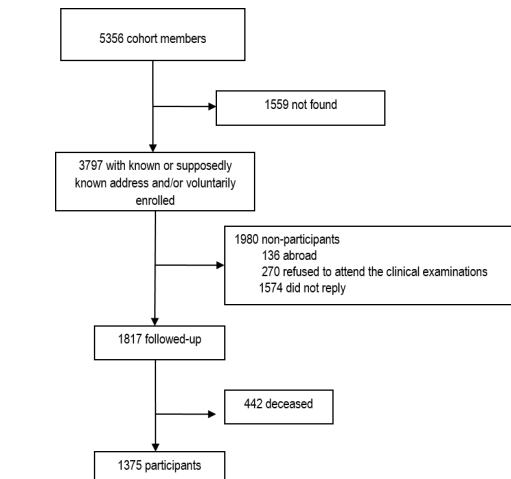 5356 cohort members
1559 not found
3797 with known or supposedly
known address and/or voluntarily
enrolled
1980 non-participants
136 abroad
270 refused to attend the clinical examinations
1574 did not reply
1817 followed-up
442 deceased
1375 participants